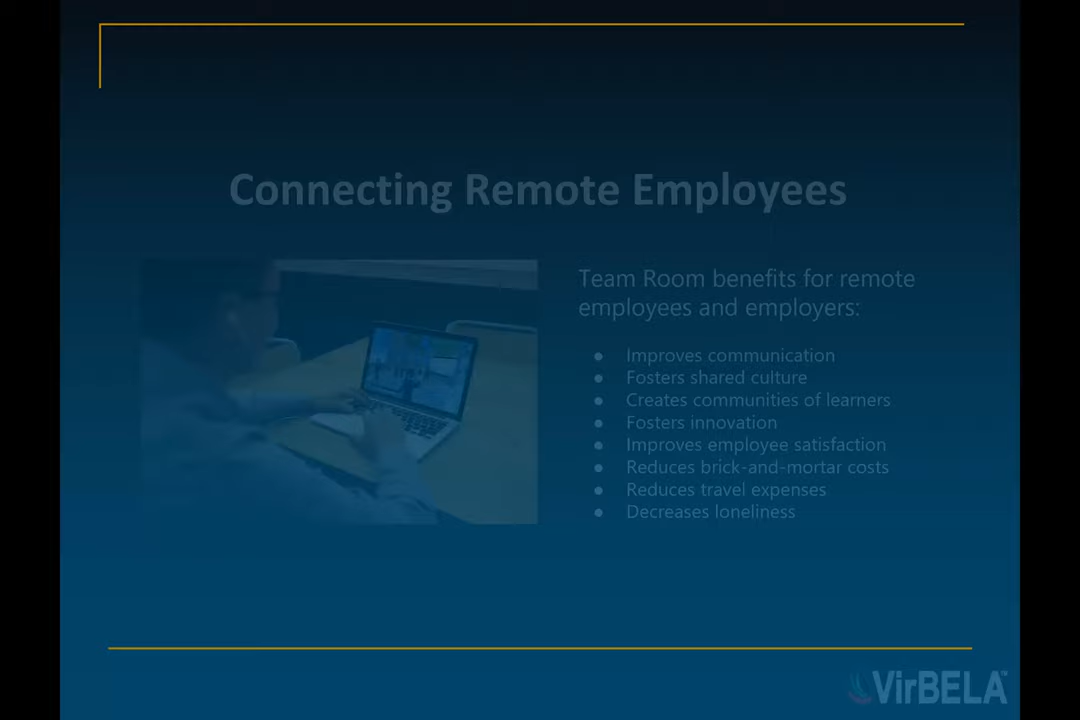 Connecting Remote Employees
Team Room benefits for remote
employees and employers:
● Improves communication
● Fosters shared culture
● Creates communities of learners
● Fosters innovation
● Improves employee satisfaction
● Reduces brick-and-mortar costs
● Reduces travel expenses
● Decreases loneliness
VirBELA™